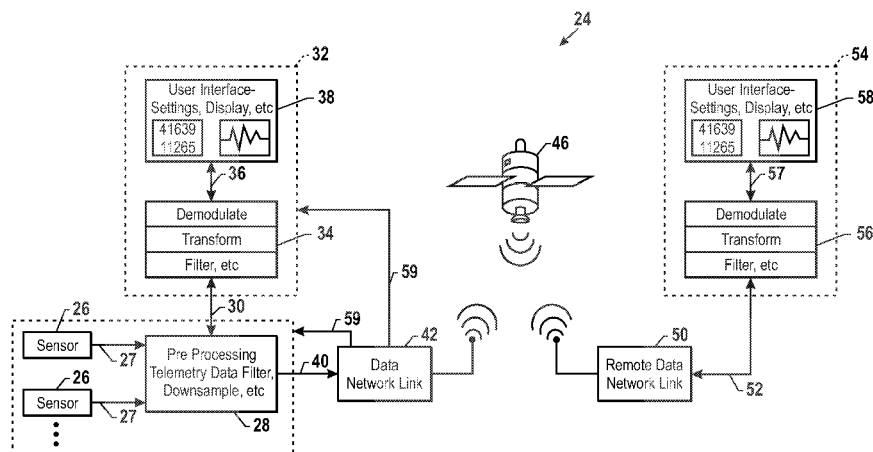 24
32
User Interface-
Settings, Display, etc
41639
11265
38
36
Demodulate
Transform
Filter, etc
34
30
26
Sensor
27
26
Sensor
27
Pre Processing
Telemetry Data Filter,
Downsample, etc
28
40
59
59
42
Data
Network Link
46
50
Remote Data
Network Link
52
54
User Interface-
Settings, Display, etc
41639
11265
58
57
Demodulate
Transform
Filter, etc
56